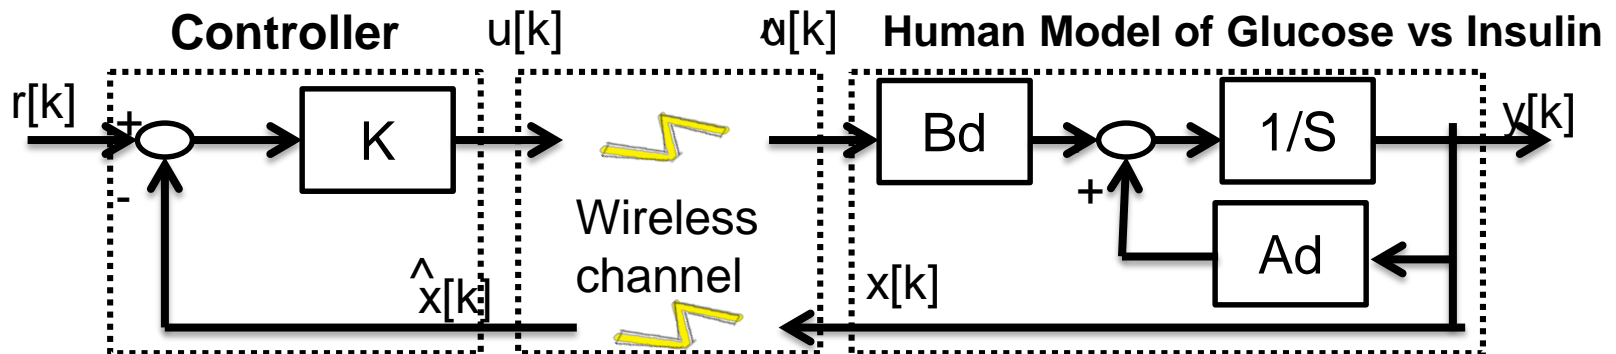 Controller
u[k]
^u[k]
Human Model of Glucose vs Insulin
r[k]
+
-
K
Bd
+
1/S
y[k]
Ad
Wireless
channel
^
x[k]
x[k]